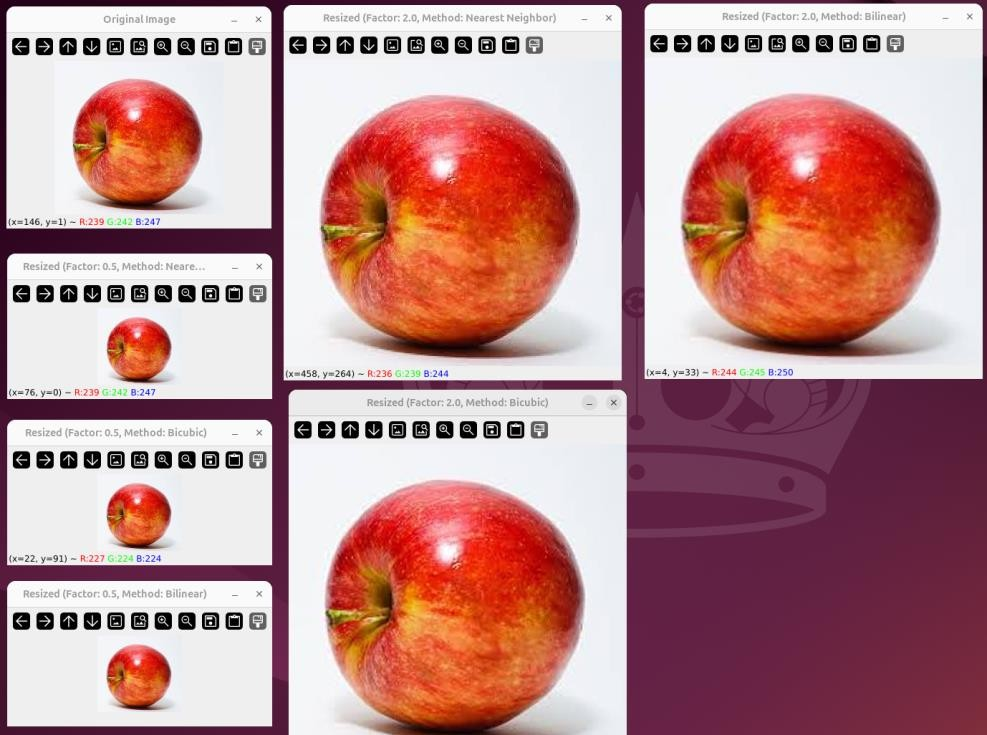 Original Image
(x=146, y=1) ~ R:239 G:242 B:247
Resized (Factor: 2.0, Method: Nearest Neighbor)
(x=458, y=264) ~ R:236 G:239 B:244
Resized (Factor: 2.0, Method: Bilinear)
(x=4, y=33) ~ R:244 G:245 B:250
Resized (Factor: 0.5, Method: Neare...
(x=76, y=0) ~ R:239 G:242 B:247
Resized (Factor: 0.5, Method: Bicubic)
(x=22, y=91) ~ R:227 G:224 B:224
Resized (Factor: 2.0, Method: Bicubic)
Resized (Factor: 0.5, Method: Bilinear)